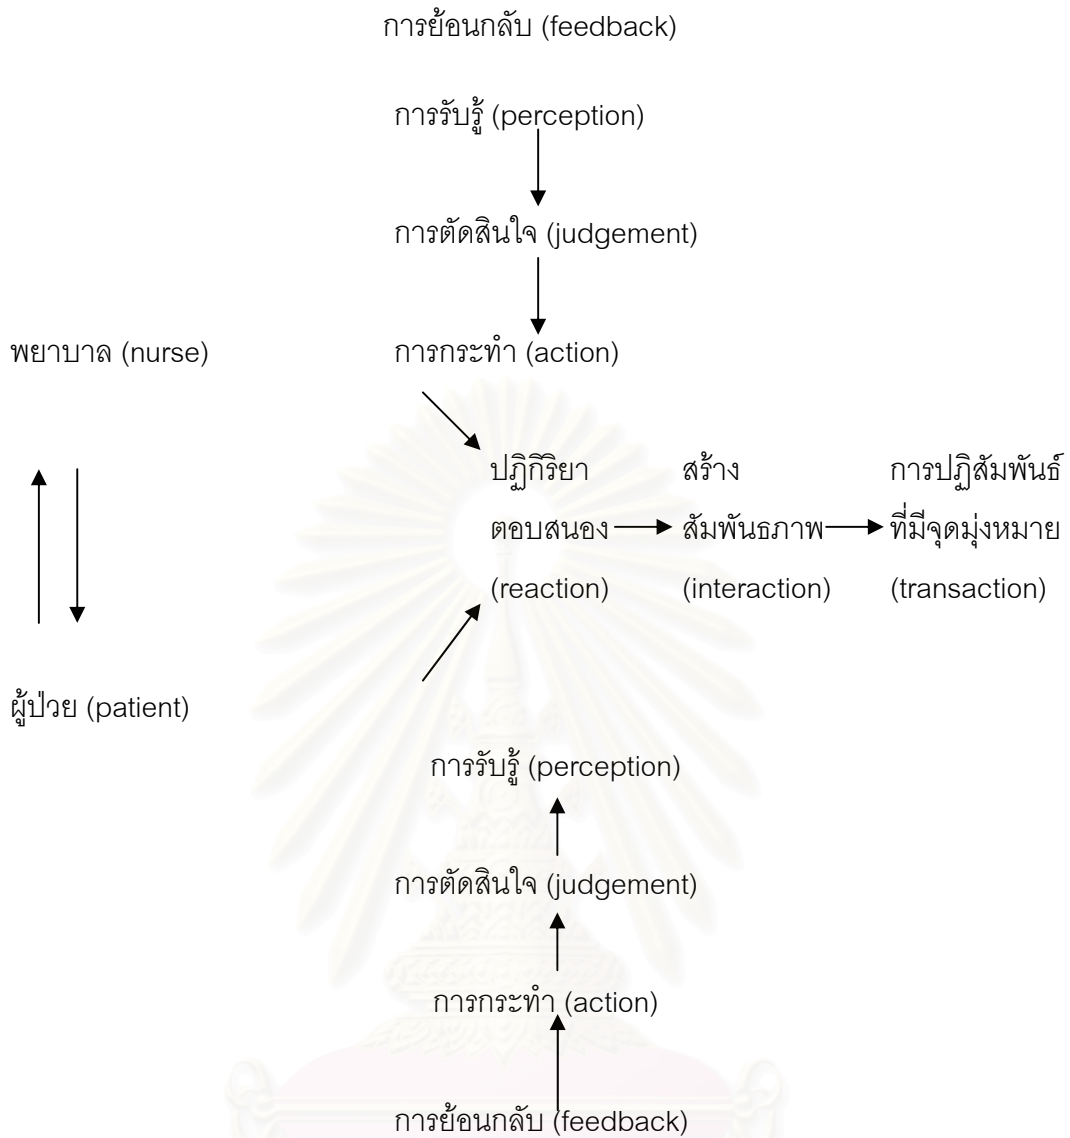 การย้อนกลับ (feedback)
การรับรู้ (perception)
การตัดสินใจ (judgement)
พยาบาล (nurse) การกระทำ (action)
ปฏิกิริยา สร้าง การปฏิสัมพันธ์
ตอบสนอง สัมพันธภาพ ที่มีจุดมุ่งหมาย
(reaction) (interaction) (transaction)
ผู้ป่วย (patient)
การรับรู้ (perception)
การตัดสินใจ (judgement)
การกระทำ (action)
การย้อนกลับ (feedback)